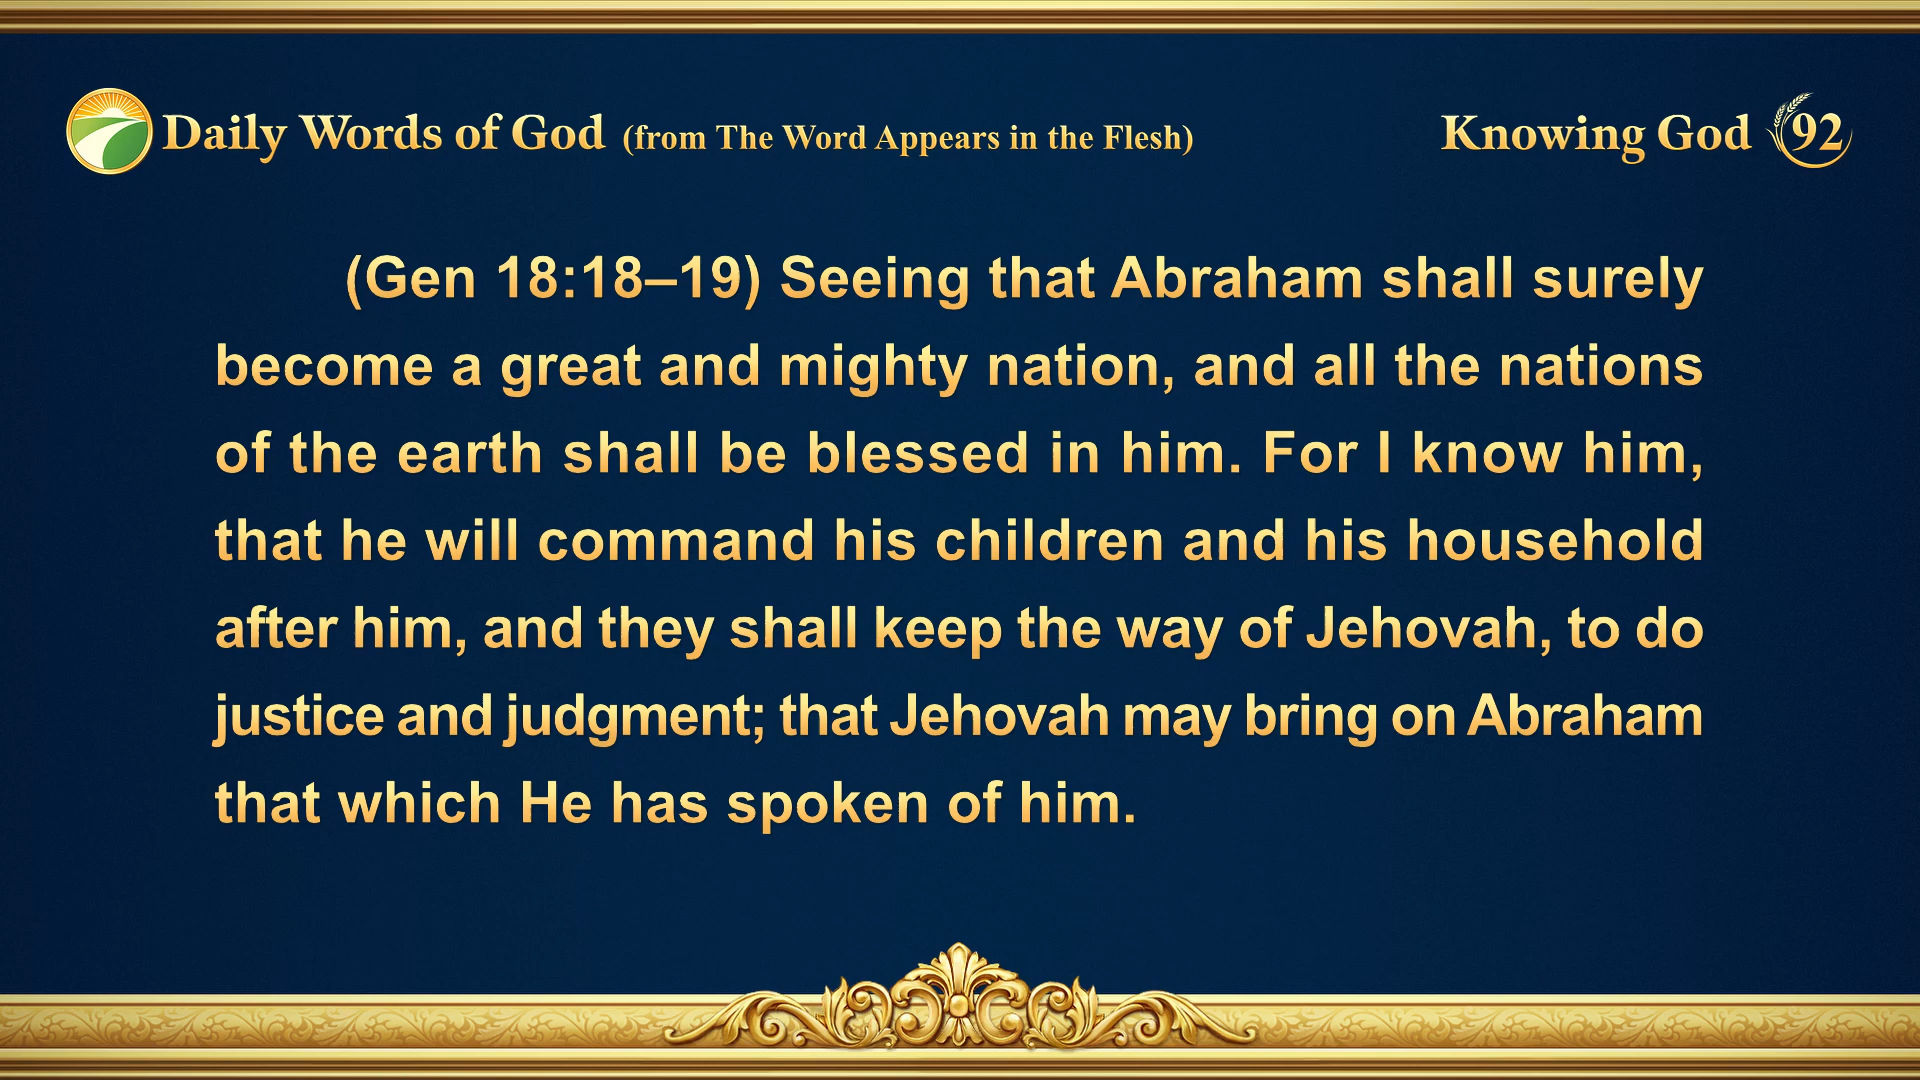 Daily Words of God (from The Word Appears in the Flesh) Knowing God 92
(Gen 18:18–19) Seeing that Abraham shall surely
become a great and mighty nation, and all the nations
of the earth shall be blessed in him. For I know him,
that he will command his children and his household
after him, and they shall keep the way of Jehovah, to do
justice and judgment; that Jehovah may bring on Abraham
that which He has spoken of him.